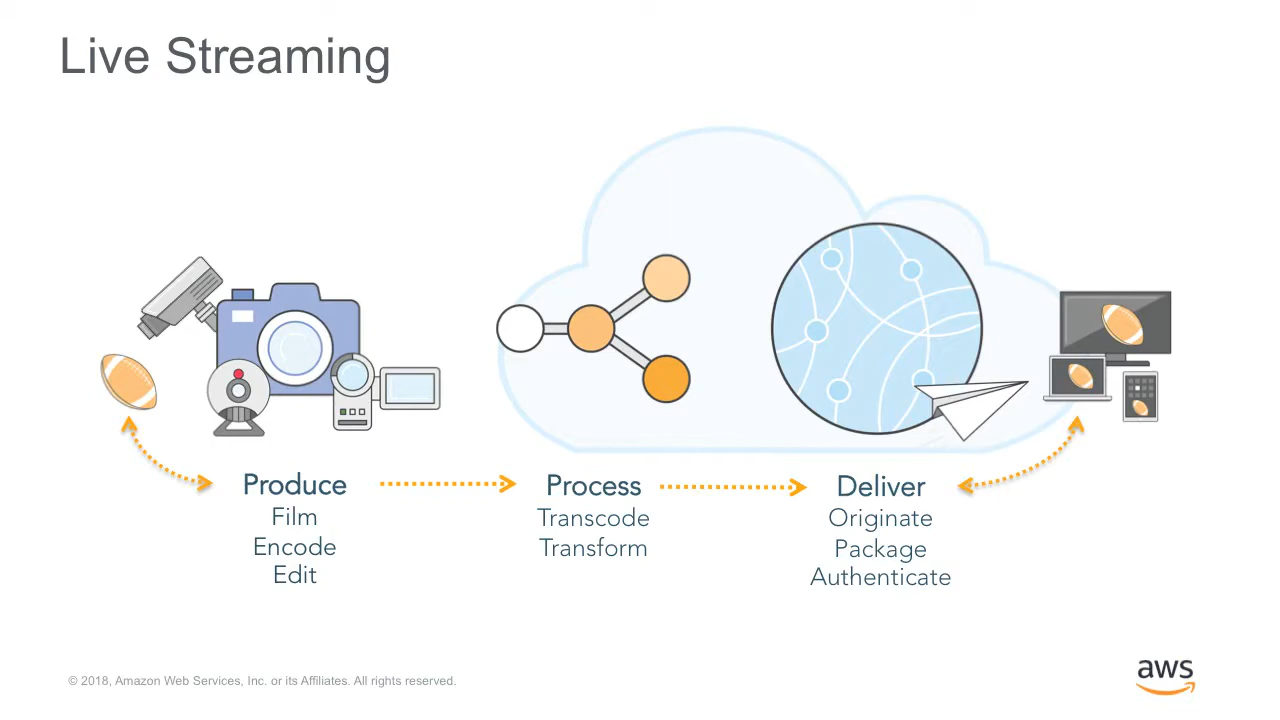 Live Streaming
Produce
Film
Encode
Edit
Process
Transcode
Transform
Deliver
Originate
Package
Authenticate
© 2018, Amazon Web Services, Inc. or its Affiliates. All rights reserved.
aws